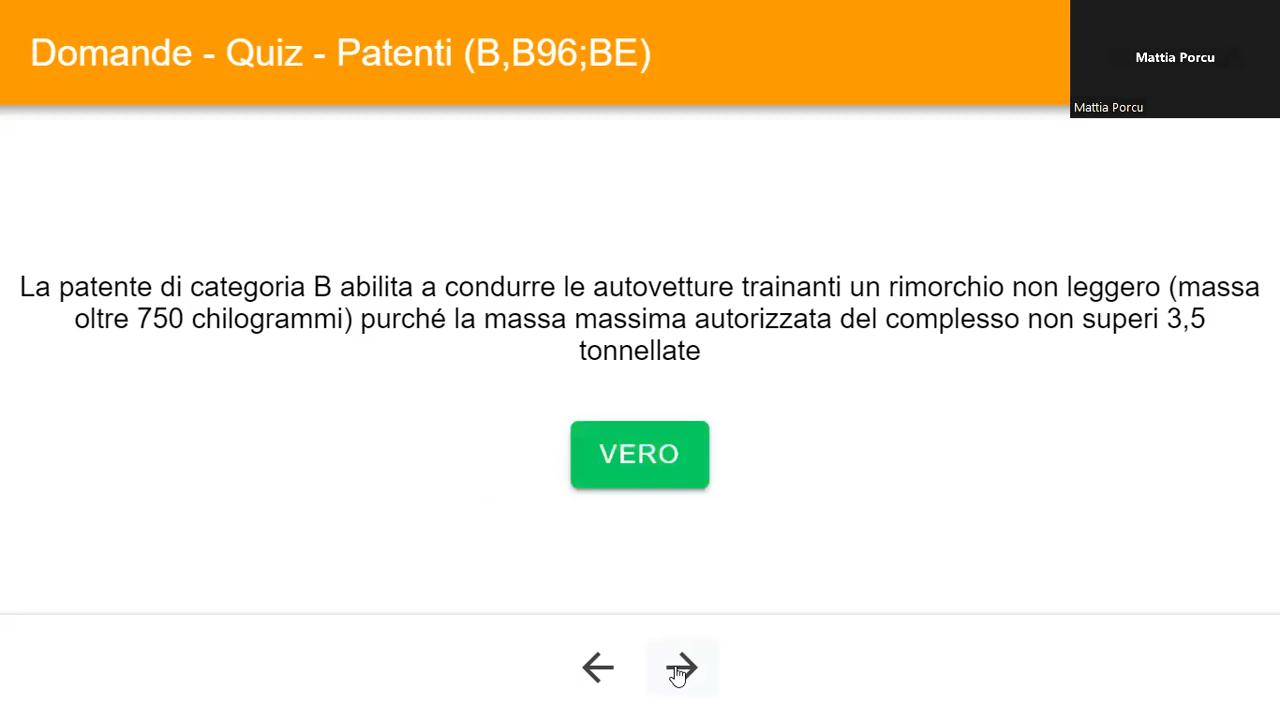 Domande - Quiz - Patenti (B,B96;BE)
Mattia Porcu
Mattia Porcu
La patente di categoria B abilita a condurre le autovetture trainanti un rimorchio non leggero (massa
oltre 750 chilogrammi) purché la massa massima autorizzata del complesso non superi 3,5
tonnellate
VERO